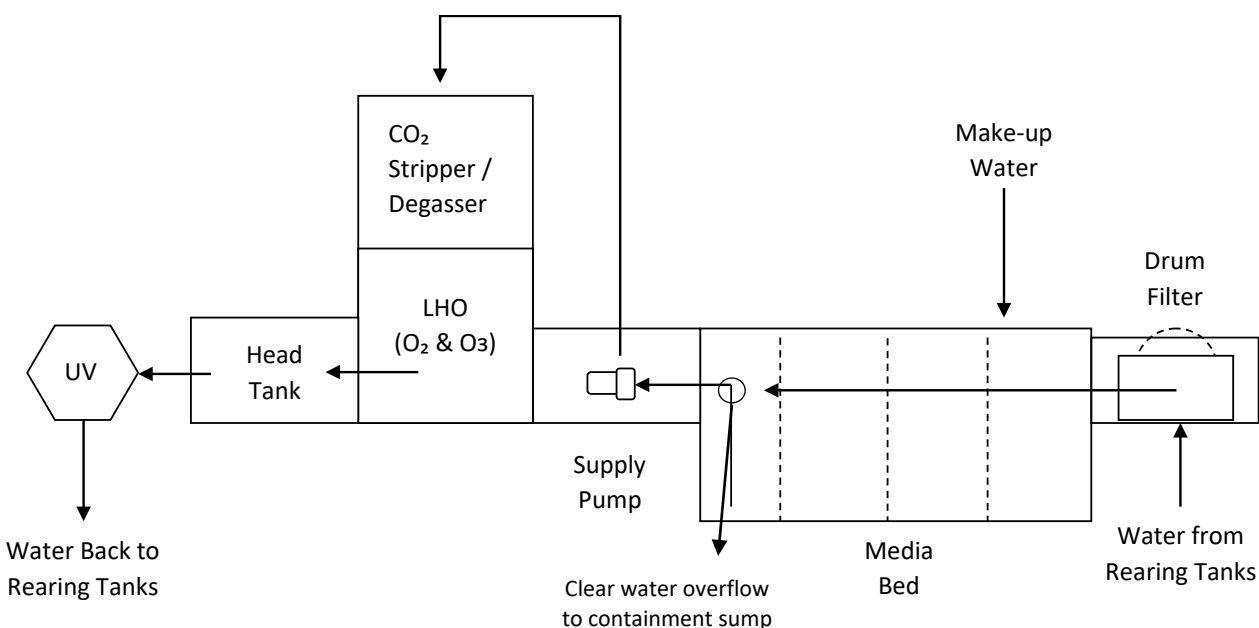 CO₂
Stripper /
Degasser
Make-up
Water
Drum
Filter
LHO
(O₂ & O3)
UV
Head
Tank
Supply
Pump
Water Back to
Rearing Tanks
Clear water overflow
to containment sump
Media
Bed
Water from
Rearing Tanks